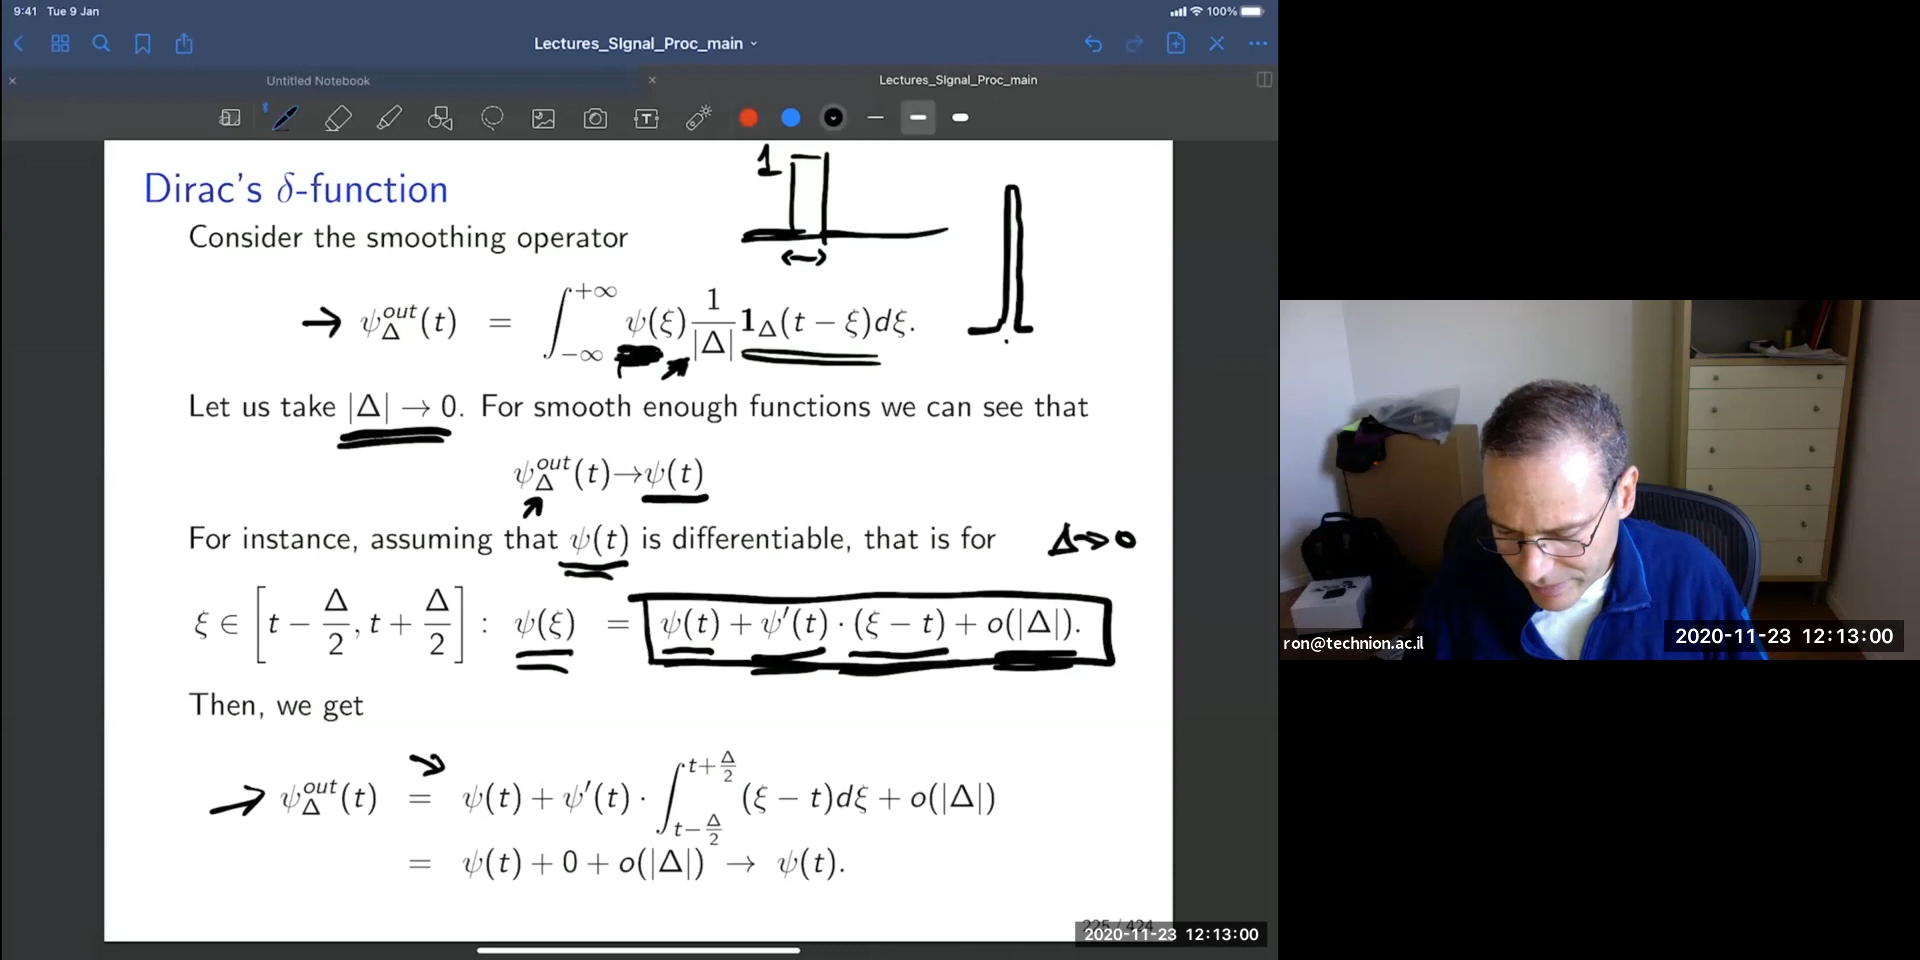 9:41 Tue 9 Jan
100%
Lectures_SIgnal_Proc_main
Untitled Notebook
Lectures_SIgnal_Proc_main
Dirac's δ-function
1
Consider the smoothing operator
ψ_Δ^{out}(t) = ∫_{−∞}^{+∞} ψ(ξ) 1/|Δ| 𝟏_Δ(t − ξ)dξ.
Let us take |Δ| → 0. For smooth enough functions we can see that
ψ_Δ^{out}(t)→ψ(t)
For instance, assuming that ψ(t) is differentiable, that is for Δ→0
ξ ∈ [t − Δ/2, t + Δ/2] : ψ(ξ) = ψ(t) + ψ′(t) · (ξ − t) + o(|Δ|).
Then, we get
ψ_Δ^{out}(t) = ψ(t) + ψ′(t) · ∫_{t−Δ/2}^{t+Δ/2} (ξ − t)dξ + o(|Δ|)
= ψ(t) + 0 + o(|Δ|) → ψ(t).
225 / 424
2020-11-23 12:13:00
ron@technion.ac.il
2020-11-23 12:13:00